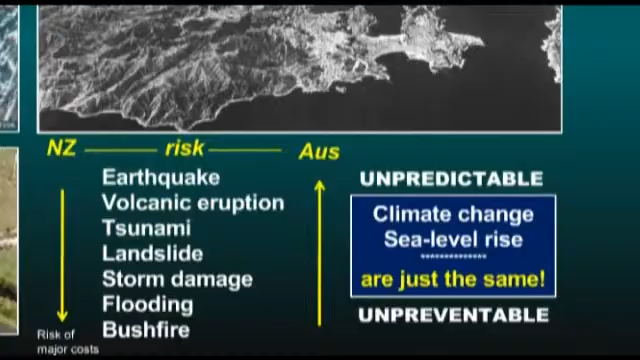 NZ risk Aus
Earthquake
Volcanic eruption
Tsunami
Landslide
Storm damage
Flooding
Bushfire
Risk of
major costs
UNPREDICTABLE
Climate change
Sea-level rise
are just the same!
UNPREVENTABLE